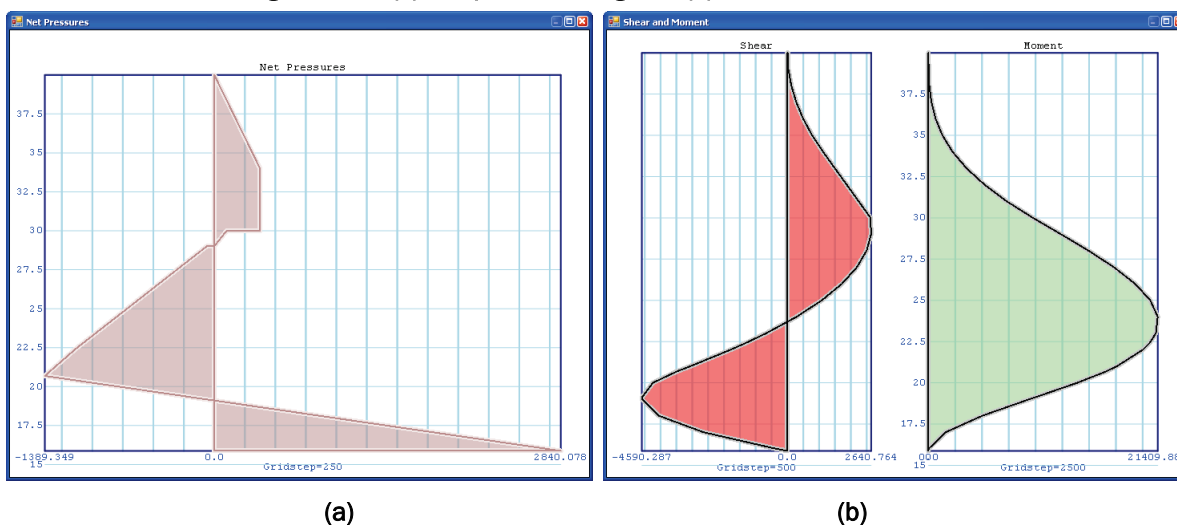 Net Pressures
Net Pressures
37.5
35
32.5
30
27.5
25
22.5
20
17.5
-1389.349 0.0 2840.078
15 Gridstep=250
(a)
Shear and Moment
Shear Moment
37.5
35
32.5
30
27.5
25
22.5
20
17.5
-4590.287 0.0 2640.764
Gridstep=500
000 21409.88
15 Gridstep=2500
(b)